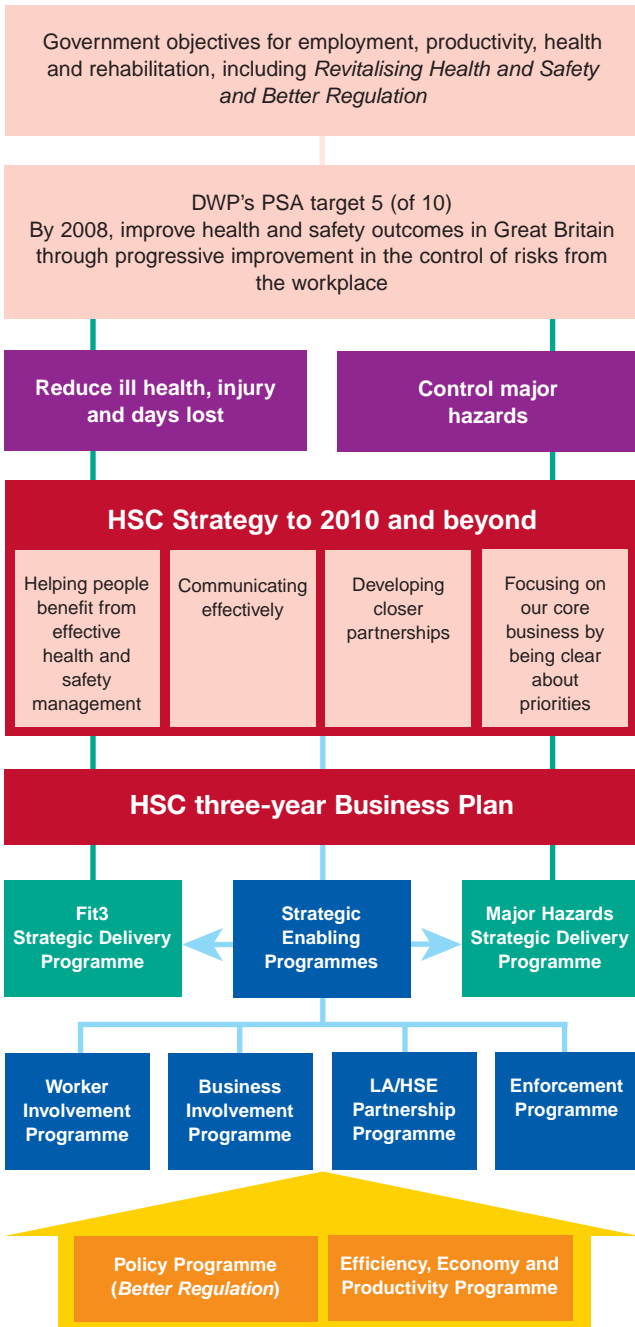 Government objectives for employment, productivity, health
and rehabilitation, including Revitalising Health and Safety
and Better Regulation
DWP's PSA target 5 (of 10)
By 2008, improve health and safety outcomes in Great Britain
through progressive improvement in the control of risks from
the workplace
Reduce ill health, injury
and days lost
Control major
hazards
HSC Strategy to 2010 and beyond
Helping people
benefit from
effective
health and
safety
management
Communicating
effectively
Developing
closer
partnerships
Focusing on
our core
business by
being clear
about
priorities
HSC three-year Business Plan
Fit3
Strategic Delivery
Programme
Strategic
Enabling
Programmes
Major Hazards
Strategic Delivery
Programme
Worker
Involvement
Programme
Business
Involvement
Programme
LA/HSE
Partnership
Programme
Enforcement
Programme
Policy Programme
(Better Regulation)
Efficiency, Economy and
Productivity Programme